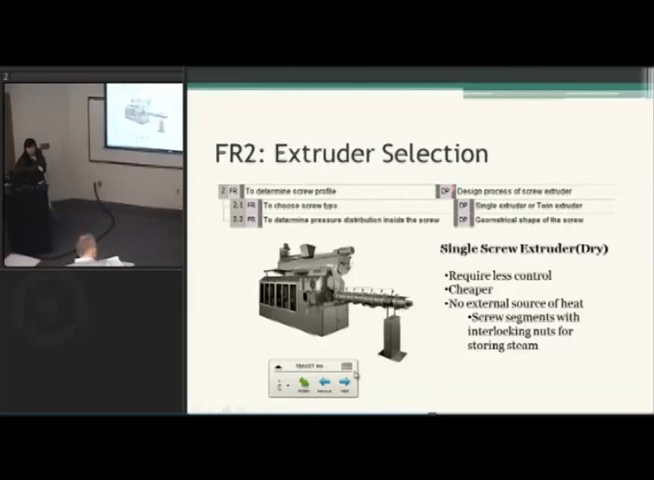 2
FR2: Extruder Selection
2 FR To determine screw profile DP Design process of screw extruder
2.1 FR To choose screw type DP Single extruder or Twin extruder
2.2 FR To determine pressure distribution inside the screw DP Geometrical shape of the screw
Single Screw Extruder(Dry)
•Require less control
•Cheaper
•No external source of heat
•Screw segments with
interlocking nuts for
storing steam